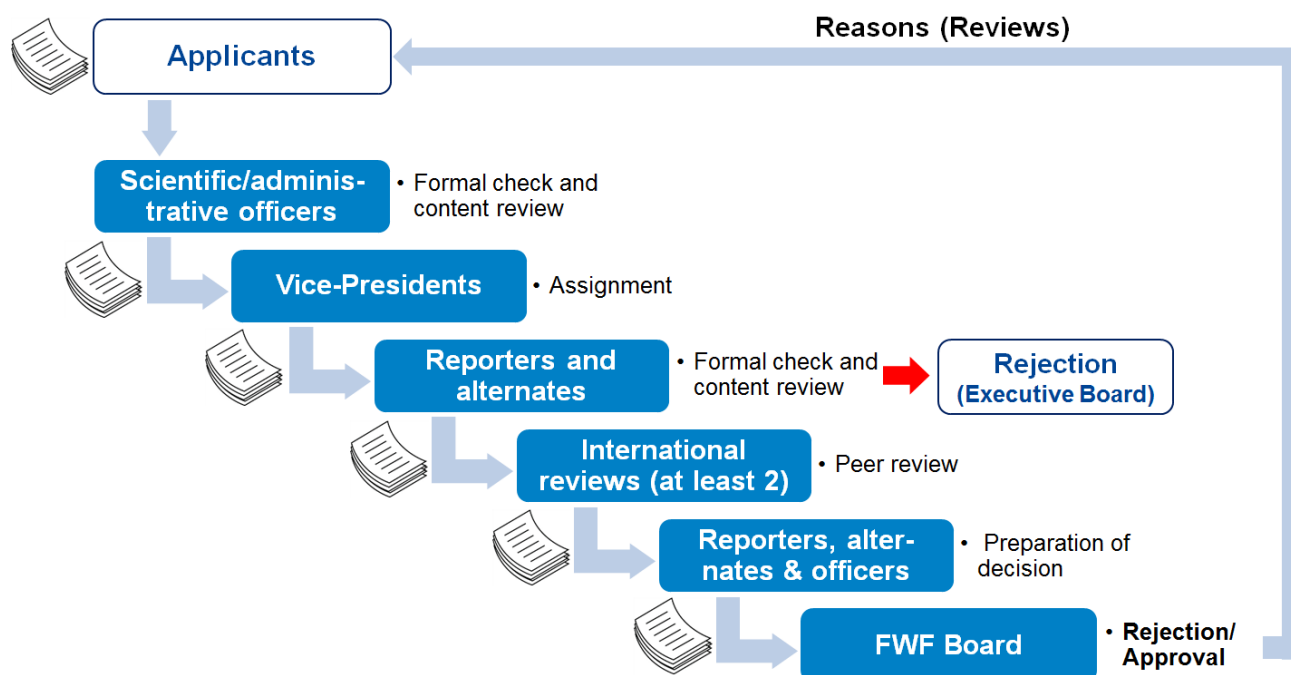 Reasons (Reviews)
Applicants
Scientific/adminis-
trative officers
• Formal check and
content review
Vice-Presidents
• Assignment
Reporters and
alternates
• Formal check and
content review
Rejection
(Executive Board)
International
reviews (at least 2)
• Peer review
Reporters, alter-
nates & officers
• Preparation of
decision
FWF Board
• Rejection/
Approval